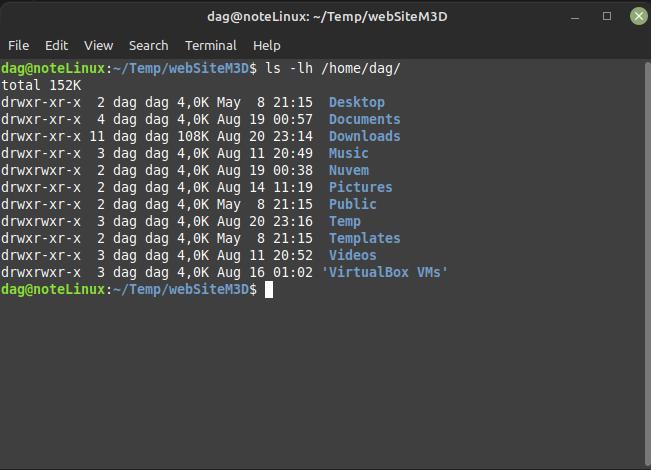 dag@noteLinux: ~/Temp/webSiteM3D
File Edit View Search Terminal Help
dag@noteLinux:~/Temp/webSiteM3D$ ls -lh /home/dag/
total 152K
drwxr-xr-x  2 dag dag 4,0K May  8 21:15  Desktop
drwxr-xr-x  4 dag dag 4,0K Aug 19 00:57  Documents
drwxr-xr-x 11 dag dag 108K Aug 20 23:14  Downloads
drwxr-xr-x  3 dag dag 4,0K Aug 11 20:49  Music
drwxrwxr-x  2 dag dag 4,0K Aug 19 00:38  Nuvem
drwxr-xr-x  2 dag dag 4,0K Aug 14 11:19  Pictures
drwxr-xr-x  2 dag dag 4,0K May  8 21:15  Public
drwxrwxr-x  3 dag dag 4,0K Aug 20 23:16  Temp
drwxr-xr-x  2 dag dag 4,0K May  8 21:15  Templates
drwxr-xr-x  3 dag dag 4,0K Aug 11 20:52  Videos
drwxrwxr-x  3 dag dag 4,0K Aug 16 01:02 'VirtualBox VMs'
dag@noteLinux:~/Temp/webSiteM3D$